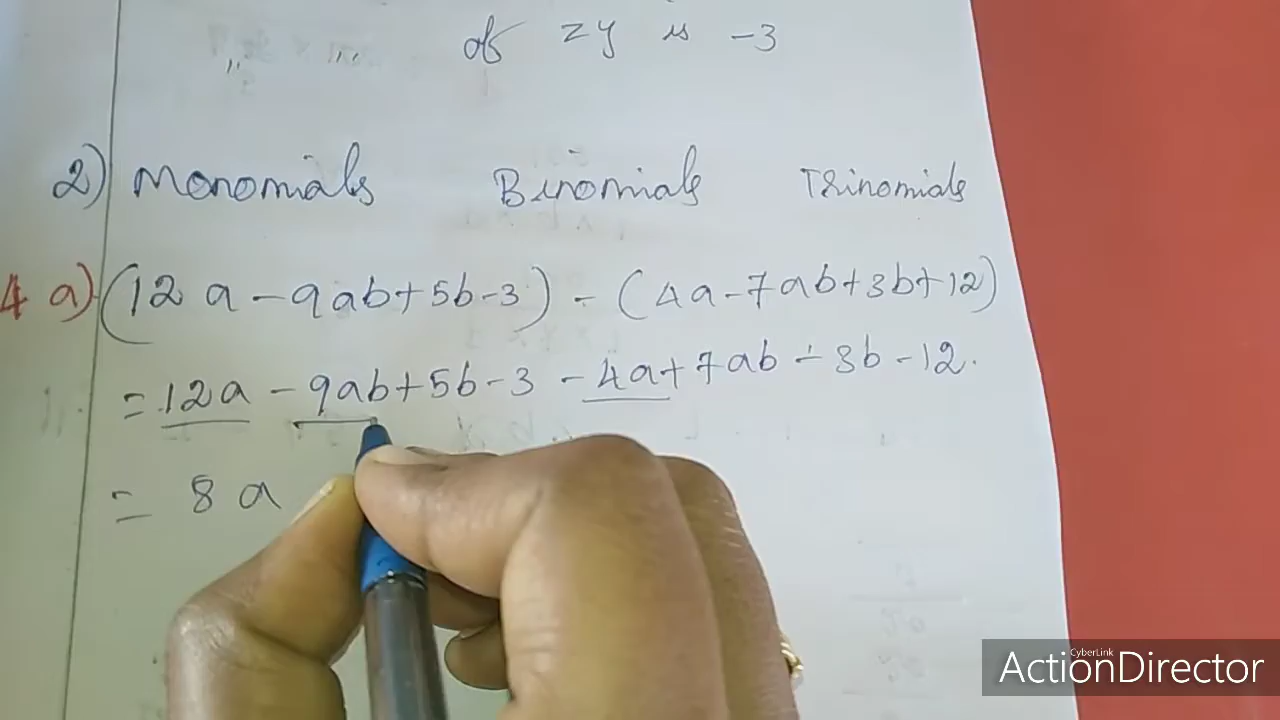 of zy is -3
2) Monomials Binomials Trinomials
4 a) (12a - 9ab + 5b - 3) - (4a - 7ab + 3b + 12)
= 12a - 9ab + 5b - 3 - 4a + 7ab - 3b - 12.
= 8a
CyberLink
ActionDirector